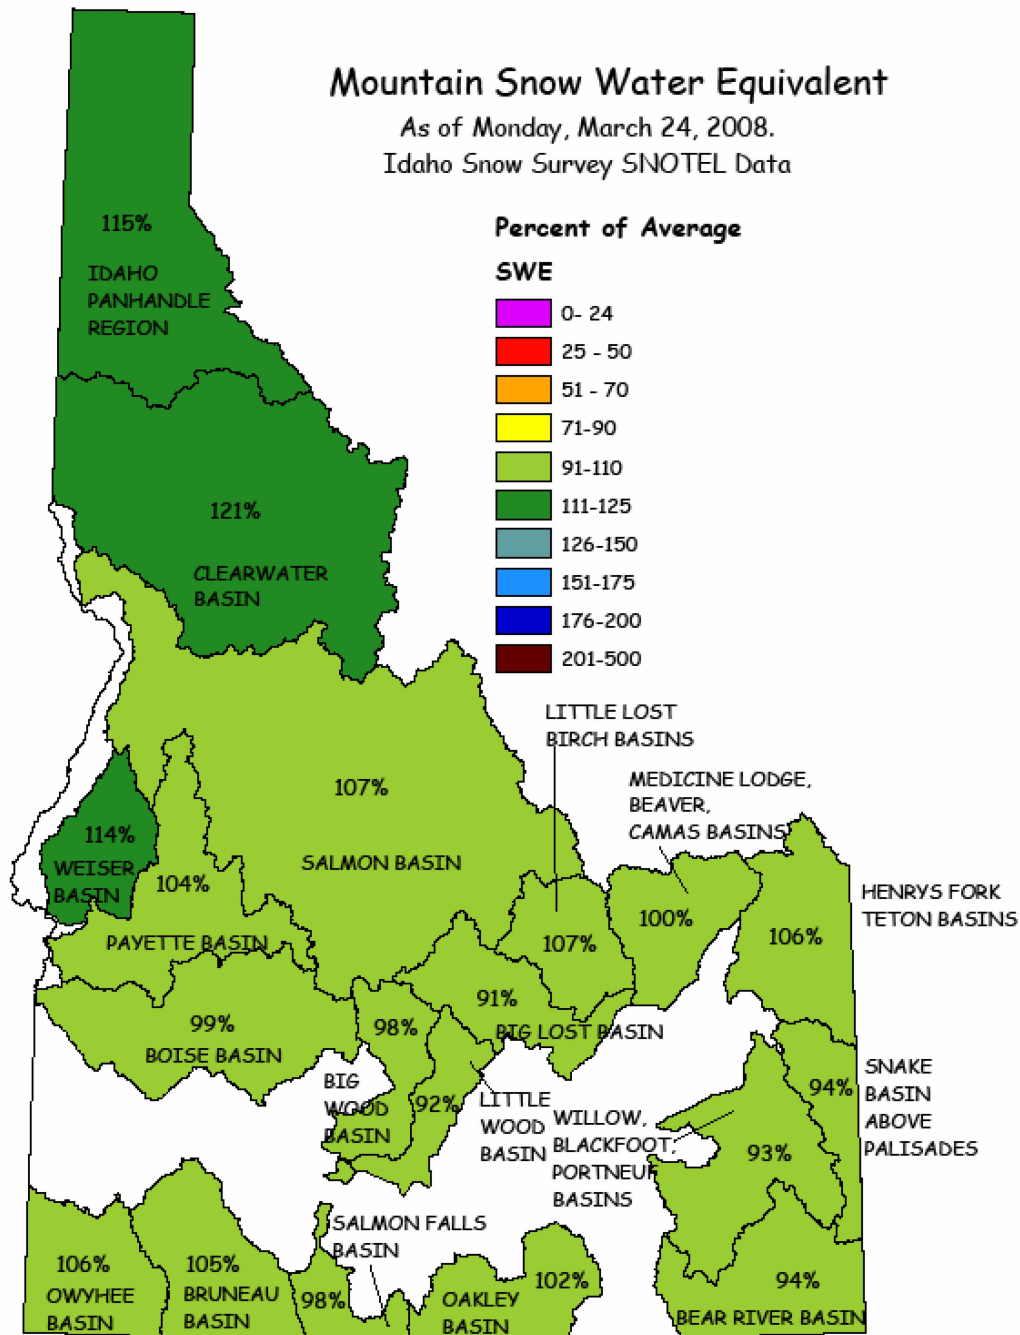 Mountain Snow Water Equivalent
As of Monday, March 24, 2008.
Idaho Snow Survey SNOTEL Data
Percent of Average
SWE
0- 24
25 - 50
51 - 70
71-90
91-110
111-125
126-150
151-175
176-200
201-500
115%
IDAHO
PANHANDLE
REGION
121%
CLEARWATER
BASIN
LITTLE LOST
BIRCH BASINS
MEDICINE LODGE,
BEAVER,
CAMAS BASINS
107%
SALMON BASIN
114%
WEISER
BASIN
104%
PAYETTE BASIN
107%
100%
106%
HENRYS FORK
TETON BASINS
99%
BOISE BASIN
98%
BIG
WOOD
BASIN
91%
BIG LOST BASIN
92%
LITTLE
WOOD
BASIN
WILLOW,
BLACKFOOT,
PORTNEUF
BASINS
93%
94%
SNAKE
BASIN
ABOVE
PALISADES
106%
OWYHEE
BASIN
105%
BRUNEAU
BASIN
98%
SALMON FALLS
BASIN
102%
OAKLEY
BASIN
94%
BEAR RIVER BASIN